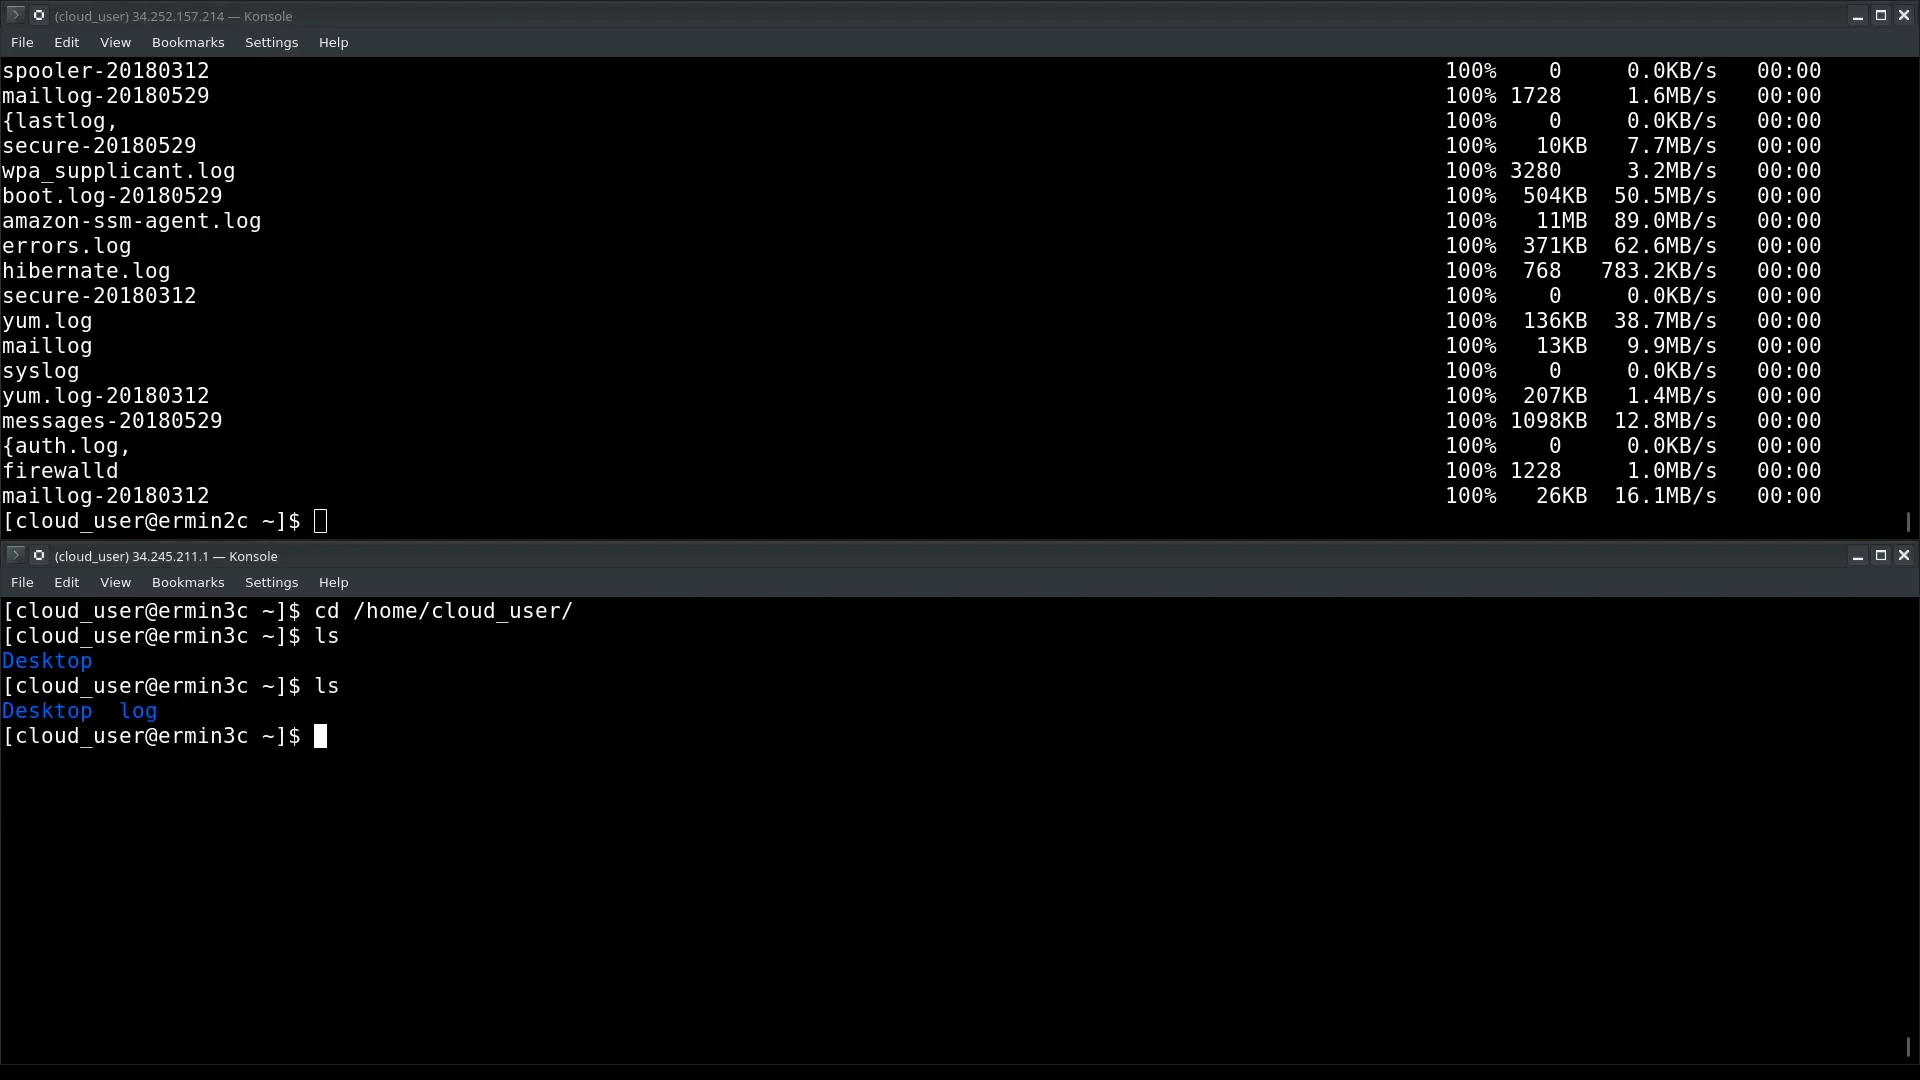 (cloud_user) 34.252.157.214 — Konsole
File Edit View Bookmarks Settings Help
spooler-20180312 100% 0 0.0KB/s 00:00
maillog-20180529 100% 1728 1.6MB/s 00:00
{lastlog, 100% 0 0.0KB/s 00:00
secure-20180529 100% 10KB 7.7MB/s 00:00
wpa_supplicant.log 100% 3280 3.2MB/s 00:00
boot.log-20180529 100% 504KB 50.5MB/s 00:00
amazon-ssm-agent.log 100% 11MB 89.0MB/s 00:00
errors.log 100% 371KB 62.6MB/s 00:00
hibernate.log 100% 768 783.2KB/s 00:00
secure-20180312 100% 0 0.0KB/s 00:00
yum.log 100% 136KB 38.7MB/s 00:00
maillog 100% 13KB 9.9MB/s 00:00
syslog 100% 0 0.0KB/s 00:00
yum.log-20180312 100% 207KB 1.4MB/s 00:00
messages-20180529 100% 1098KB 12.8MB/s 00:00
{auth.log, 100% 0 0.0KB/s 00:00
firewalld 100% 1228 1.0MB/s 00:00
maillog-20180312 100% 26KB 16.1MB/s 00:00
[cloud_user@ermin2c ~]$
(cloud_user) 34.245.211.1 — Konsole
File Edit View Bookmarks Settings Help
[cloud_user@ermin3c ~]$ cd /home/cloud_user/
[cloud_user@ermin3c ~]$ ls
Desktop
[cloud_user@ermin3c ~]$ ls
Desktop log
[cloud_user@ermin3c ~]$